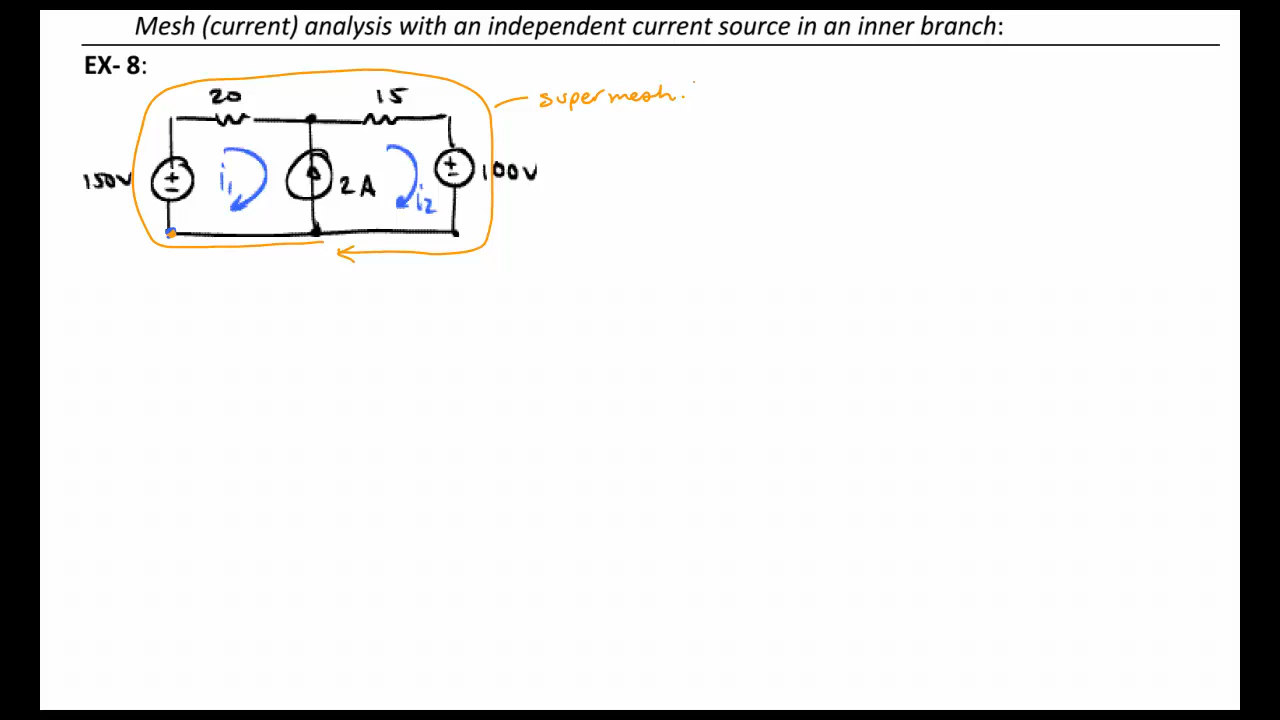 Mesh (current) analysis with an independent current source in an inner branch:
EX- 8:
20
15
supermesh.
150V
+
-
i1
2A
i2
+
-
100V